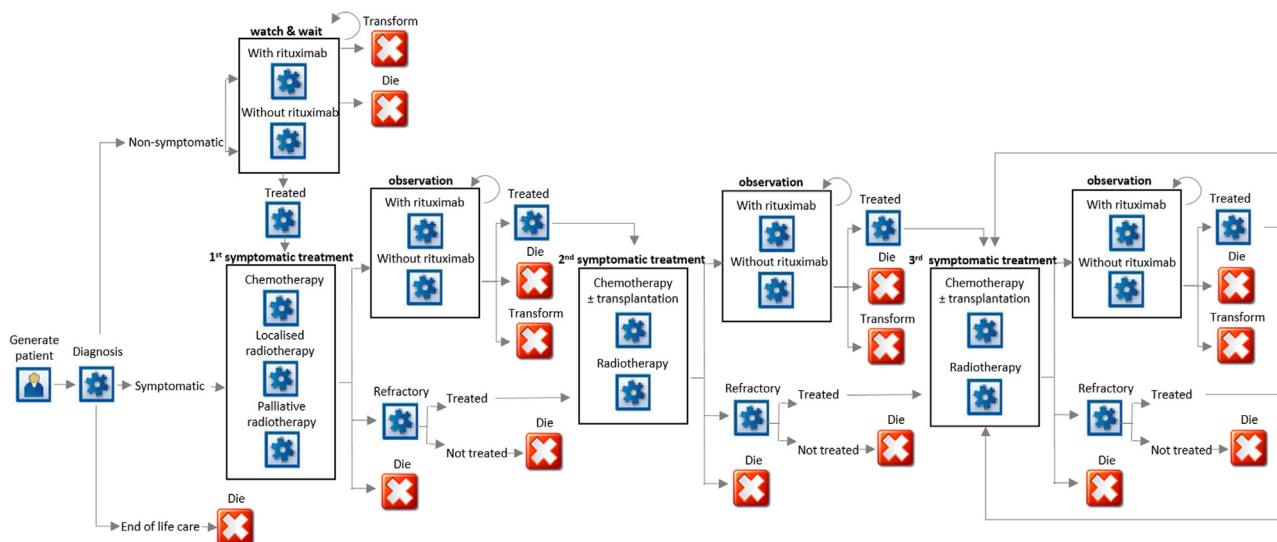 watch & wait
Transform
With rituximab
Die
Without rituximab
Non-symptomatic
Treated
observation
With rituximab
Without rituximab
Treated
Die
Transform
1st symptomatic treatment
Chemotherapy
Localised
radiotherapy
Palliative
radiotherapy
Generate
patient
Diagnosis
Symptomatic
Refractory
Treated
Not treated
Die
Die
End of life care
Die
2nd symptomatic treatment
Chemotherapy
± transplantation
Radiotherapy
observation
With rituximab
Without rituximab
Treated
Die
Transform
Refractory
Treated
Not treated
Die
Die
3rd symptomatic treatment
Chemotherapy
± transplantation
Radiotherapy
observation
With rituximab
Without rituximab
Treated
Die
Transform
Refractory
Treated
Not treated
Die
Die